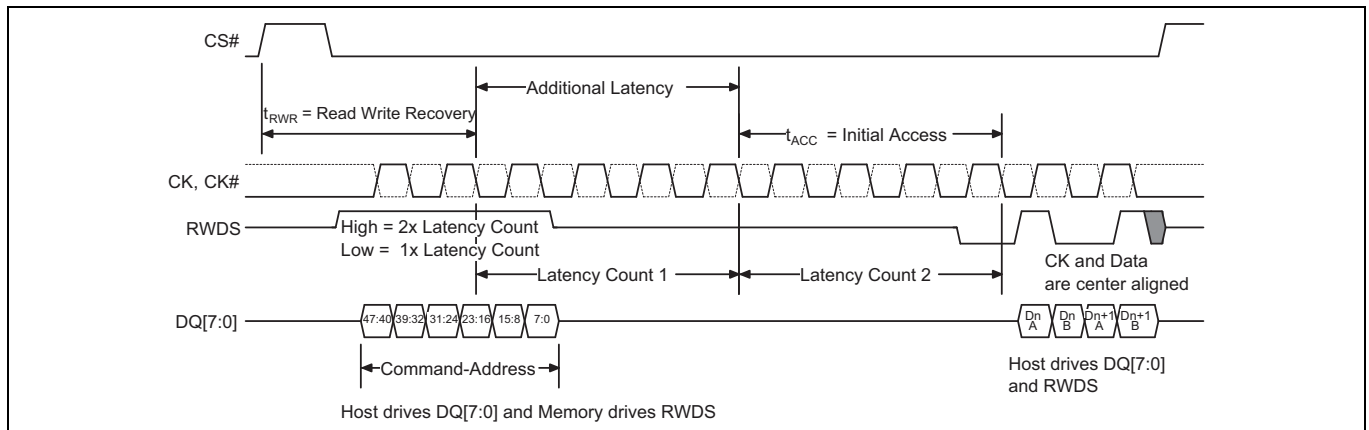 CS#
Additional Latency
tRWR = Read Write Recovery
tACC = Initial Access
CK, CK#
RWDS
High = 2x Latency Count
Low = 1x Latency Count
CK and Data
are center aligned
Latency Count 1
Latency Count 2
DQ[7:0]
47:40 39:32 31:24 23:16 15:8 7:0
Dn Dn Dn+1 Dn+1
A B A B
Command-Address
Host drives DQ[7:0]
and RWDS
Host drives DQ[7:0] and Memory drives RWDS